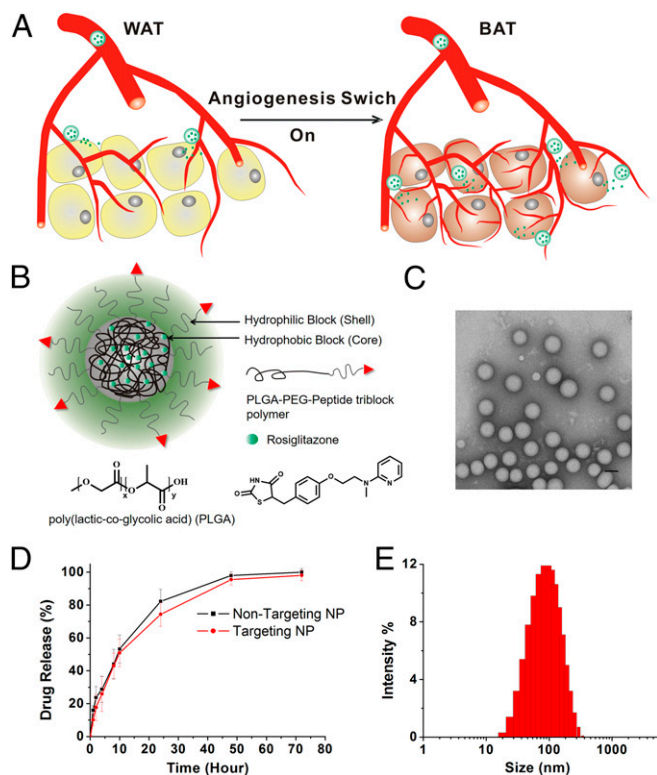 A
WAT
BAT
Angiogenesis Swich
On
B
Hydrophilic Block (Shell)
Hydrophobic Block (Core)
PLGA-PEG-Peptide triblock
polymer
Rosiglitazone
O
O
O
x
O
y
OH
O
poly(lactic-co-glycolic acid) (PLGA)
O
HN
O
S
O
N
N
C
D
Drug Release (%)
100
80
60
40
20
0
Non-Targeting NP
Targeting NP
0 10 20 30 40 50 60 70 80
Time (Hour)
E
Intensity %
12
8
4
0
1 10 100 1000
Size (nm)